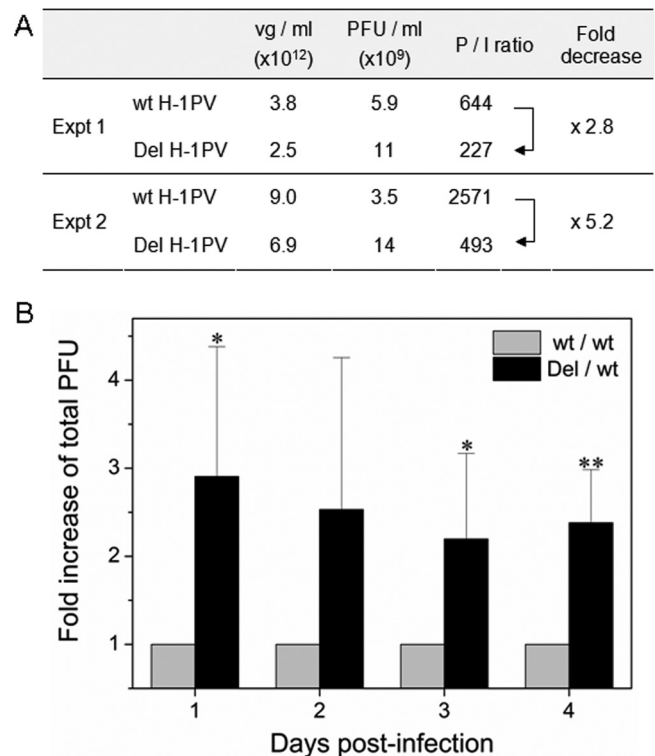 A
vg / ml PFU / ml P / I ratio Fold
(x10¹²) (x10⁹) decrease
Expt 1 wt H-1PV 3.8 5.9 644 x 2.8
Del H-1PV 2.5 11 227
Expt 2 wt H-1PV 9.0 3.5 2571 x 5.2
Del H-1PV 6.9 14 493
B
Fold increase of total PFU
4
3
2
1
* * **
wt / wt
Del / wt
1 2 3 4
Days post-infection